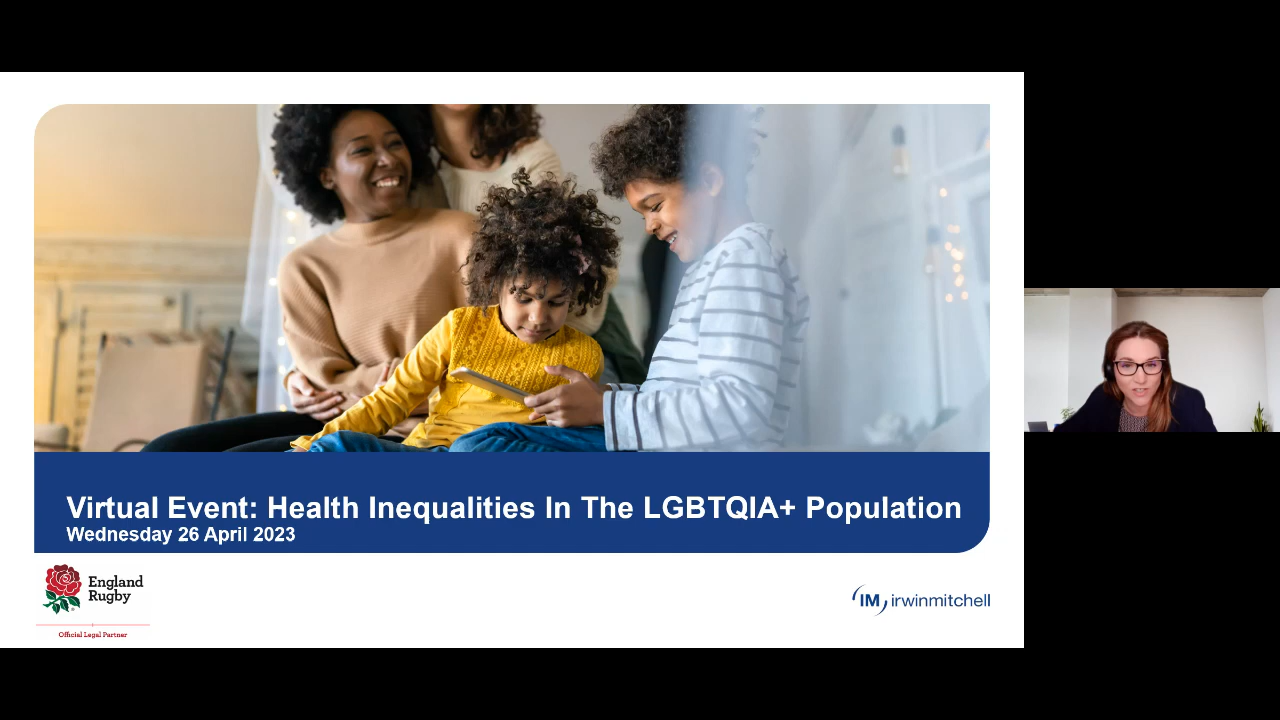 Virtual Event: Health Inequalities In The LGBTQIA+ Population
Wednesday 26 April 2023
England
Rugby
Official Legal Partner
IM irwinmitchell